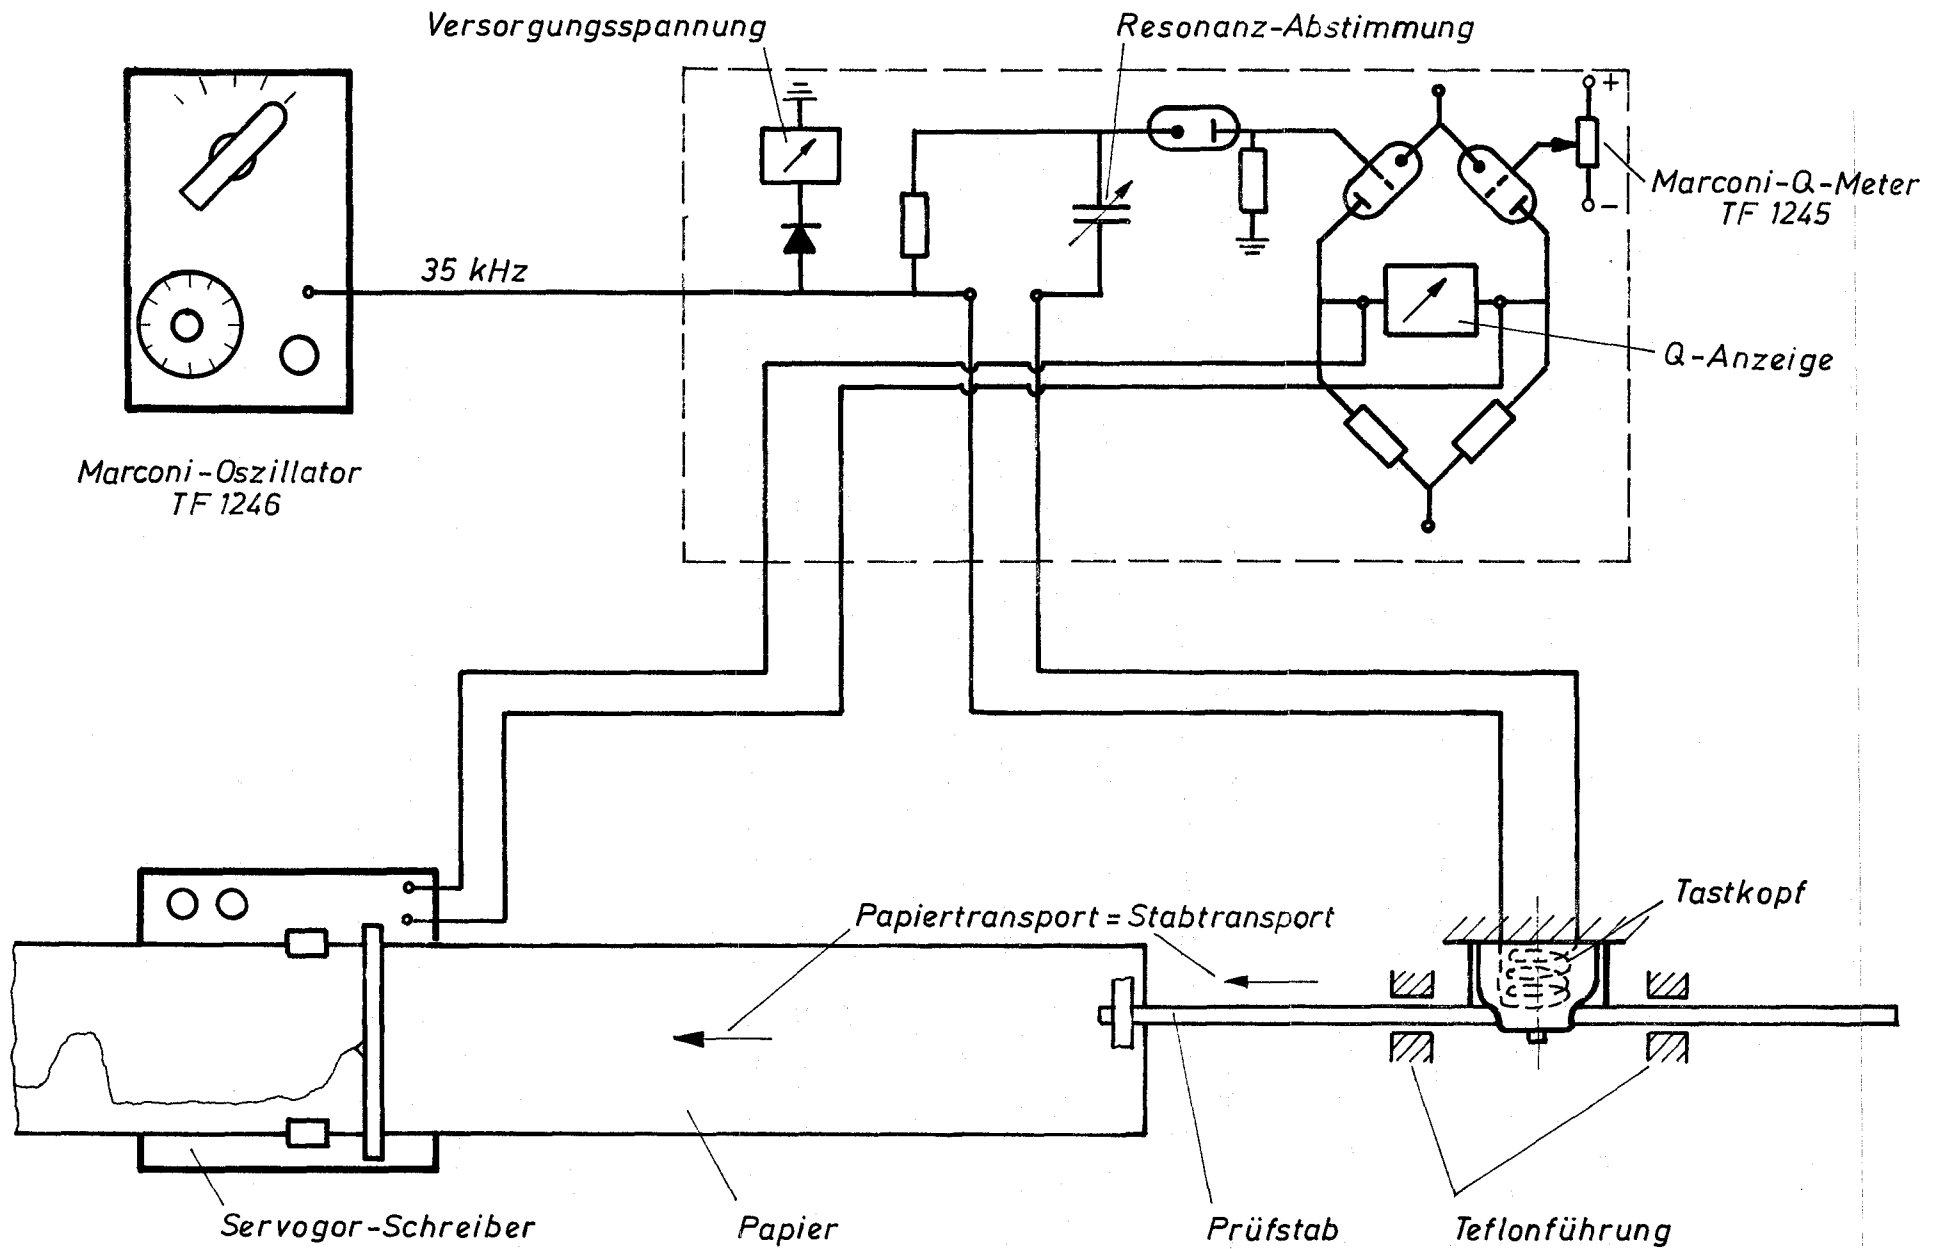 Versorgungsspannung
Resonanz-Abstimmung
+
Marconi-Q-Meter
TF 1245
−
35 kHz
Q-Anzeige
Marconi-Oszillator
TF 1246
Tastkopf
Papiertransport = Stabtransport
Servogor-Schreiber
Papier
Prüfstab
Teflonführung